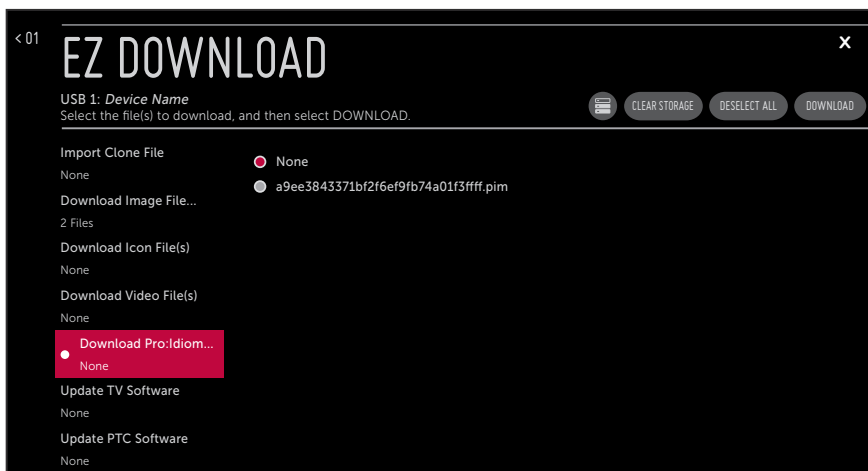 < 01
EZ DOWNLOAD
X
USB 1: Device Name
Select the file(s) to download, and then select DOWNLOAD.
CLEAR STORAGE
DESELECT ALL
DOWNLOAD
Import Clone File
None
Download Image File...
2 Files
Download Icon File(s)
None
Download Video File(s)
None
Download Pro:Idiom...
None
Update TV Software
None
Update PTC Software
None
None
a9ee3843371bf2f6ef9fb74a01f3ffff.pim